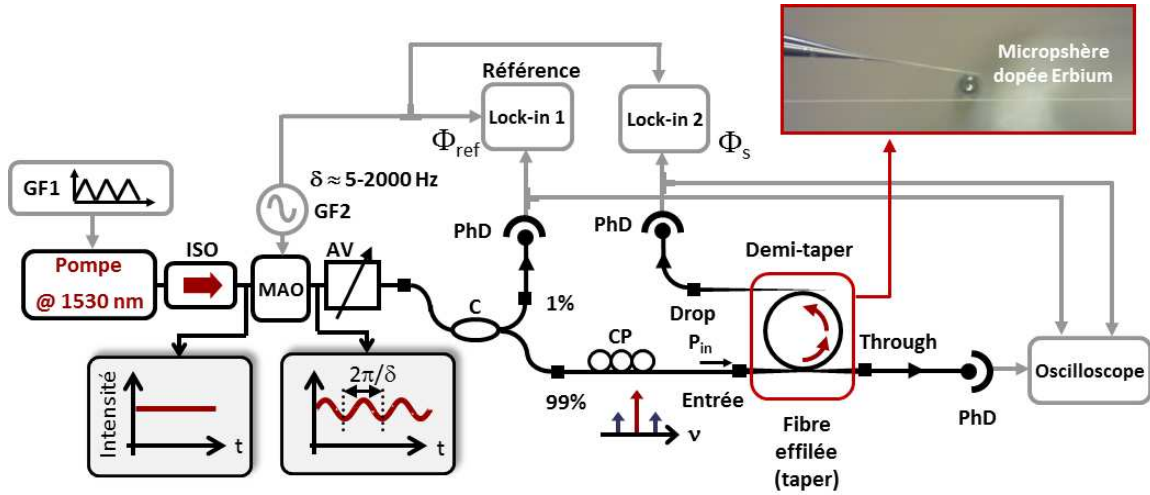 Micropshère
dopée Erbium
Référence
Lock-in 1
Lock-in 2
Φref
Φs
GF1
δ ≈ 5-2000 Hz
GF2
PhD
PhD
ISO
AV
Demi-taper
Pompe
@ 1530 nm
MAO
C
1%
Drop
CP
Pin
Through
Oscilloscope
99%
Entrée
PhD
Intensité
t
2π/δ
t
ν
Fibre
effilée
(taper)